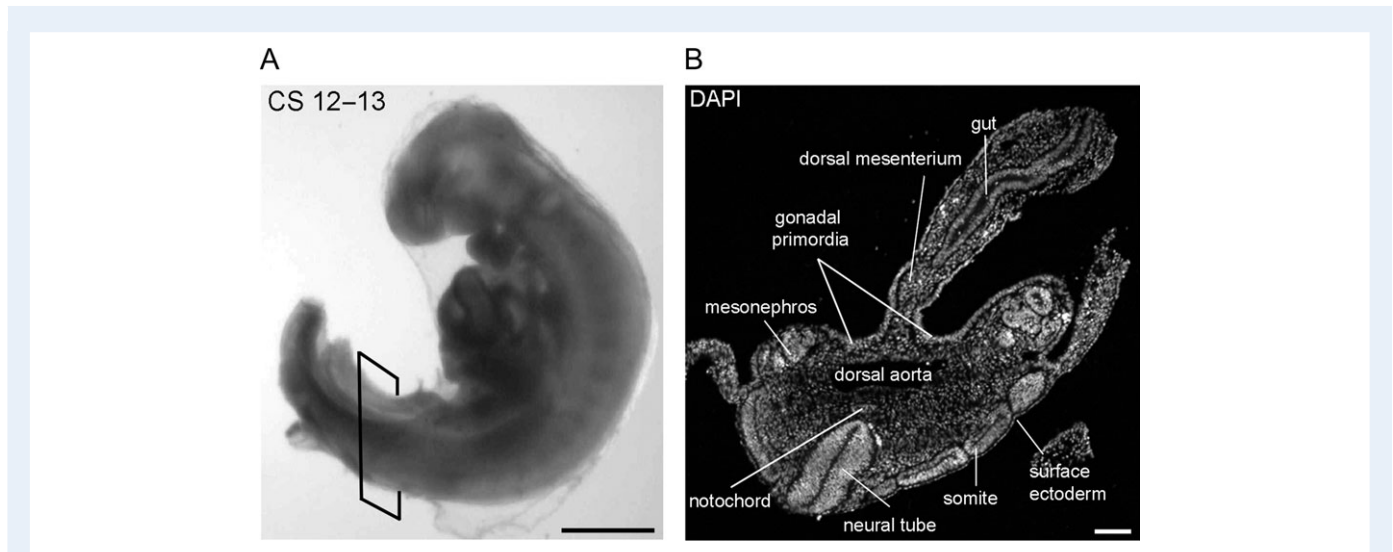 A
CS 12–13
B
DAPI
gut
dorsal mesenterium
gonadal
primordia
mesonephros
dorsal aorta
notochord
neural tube
somite
surface
ectoderm